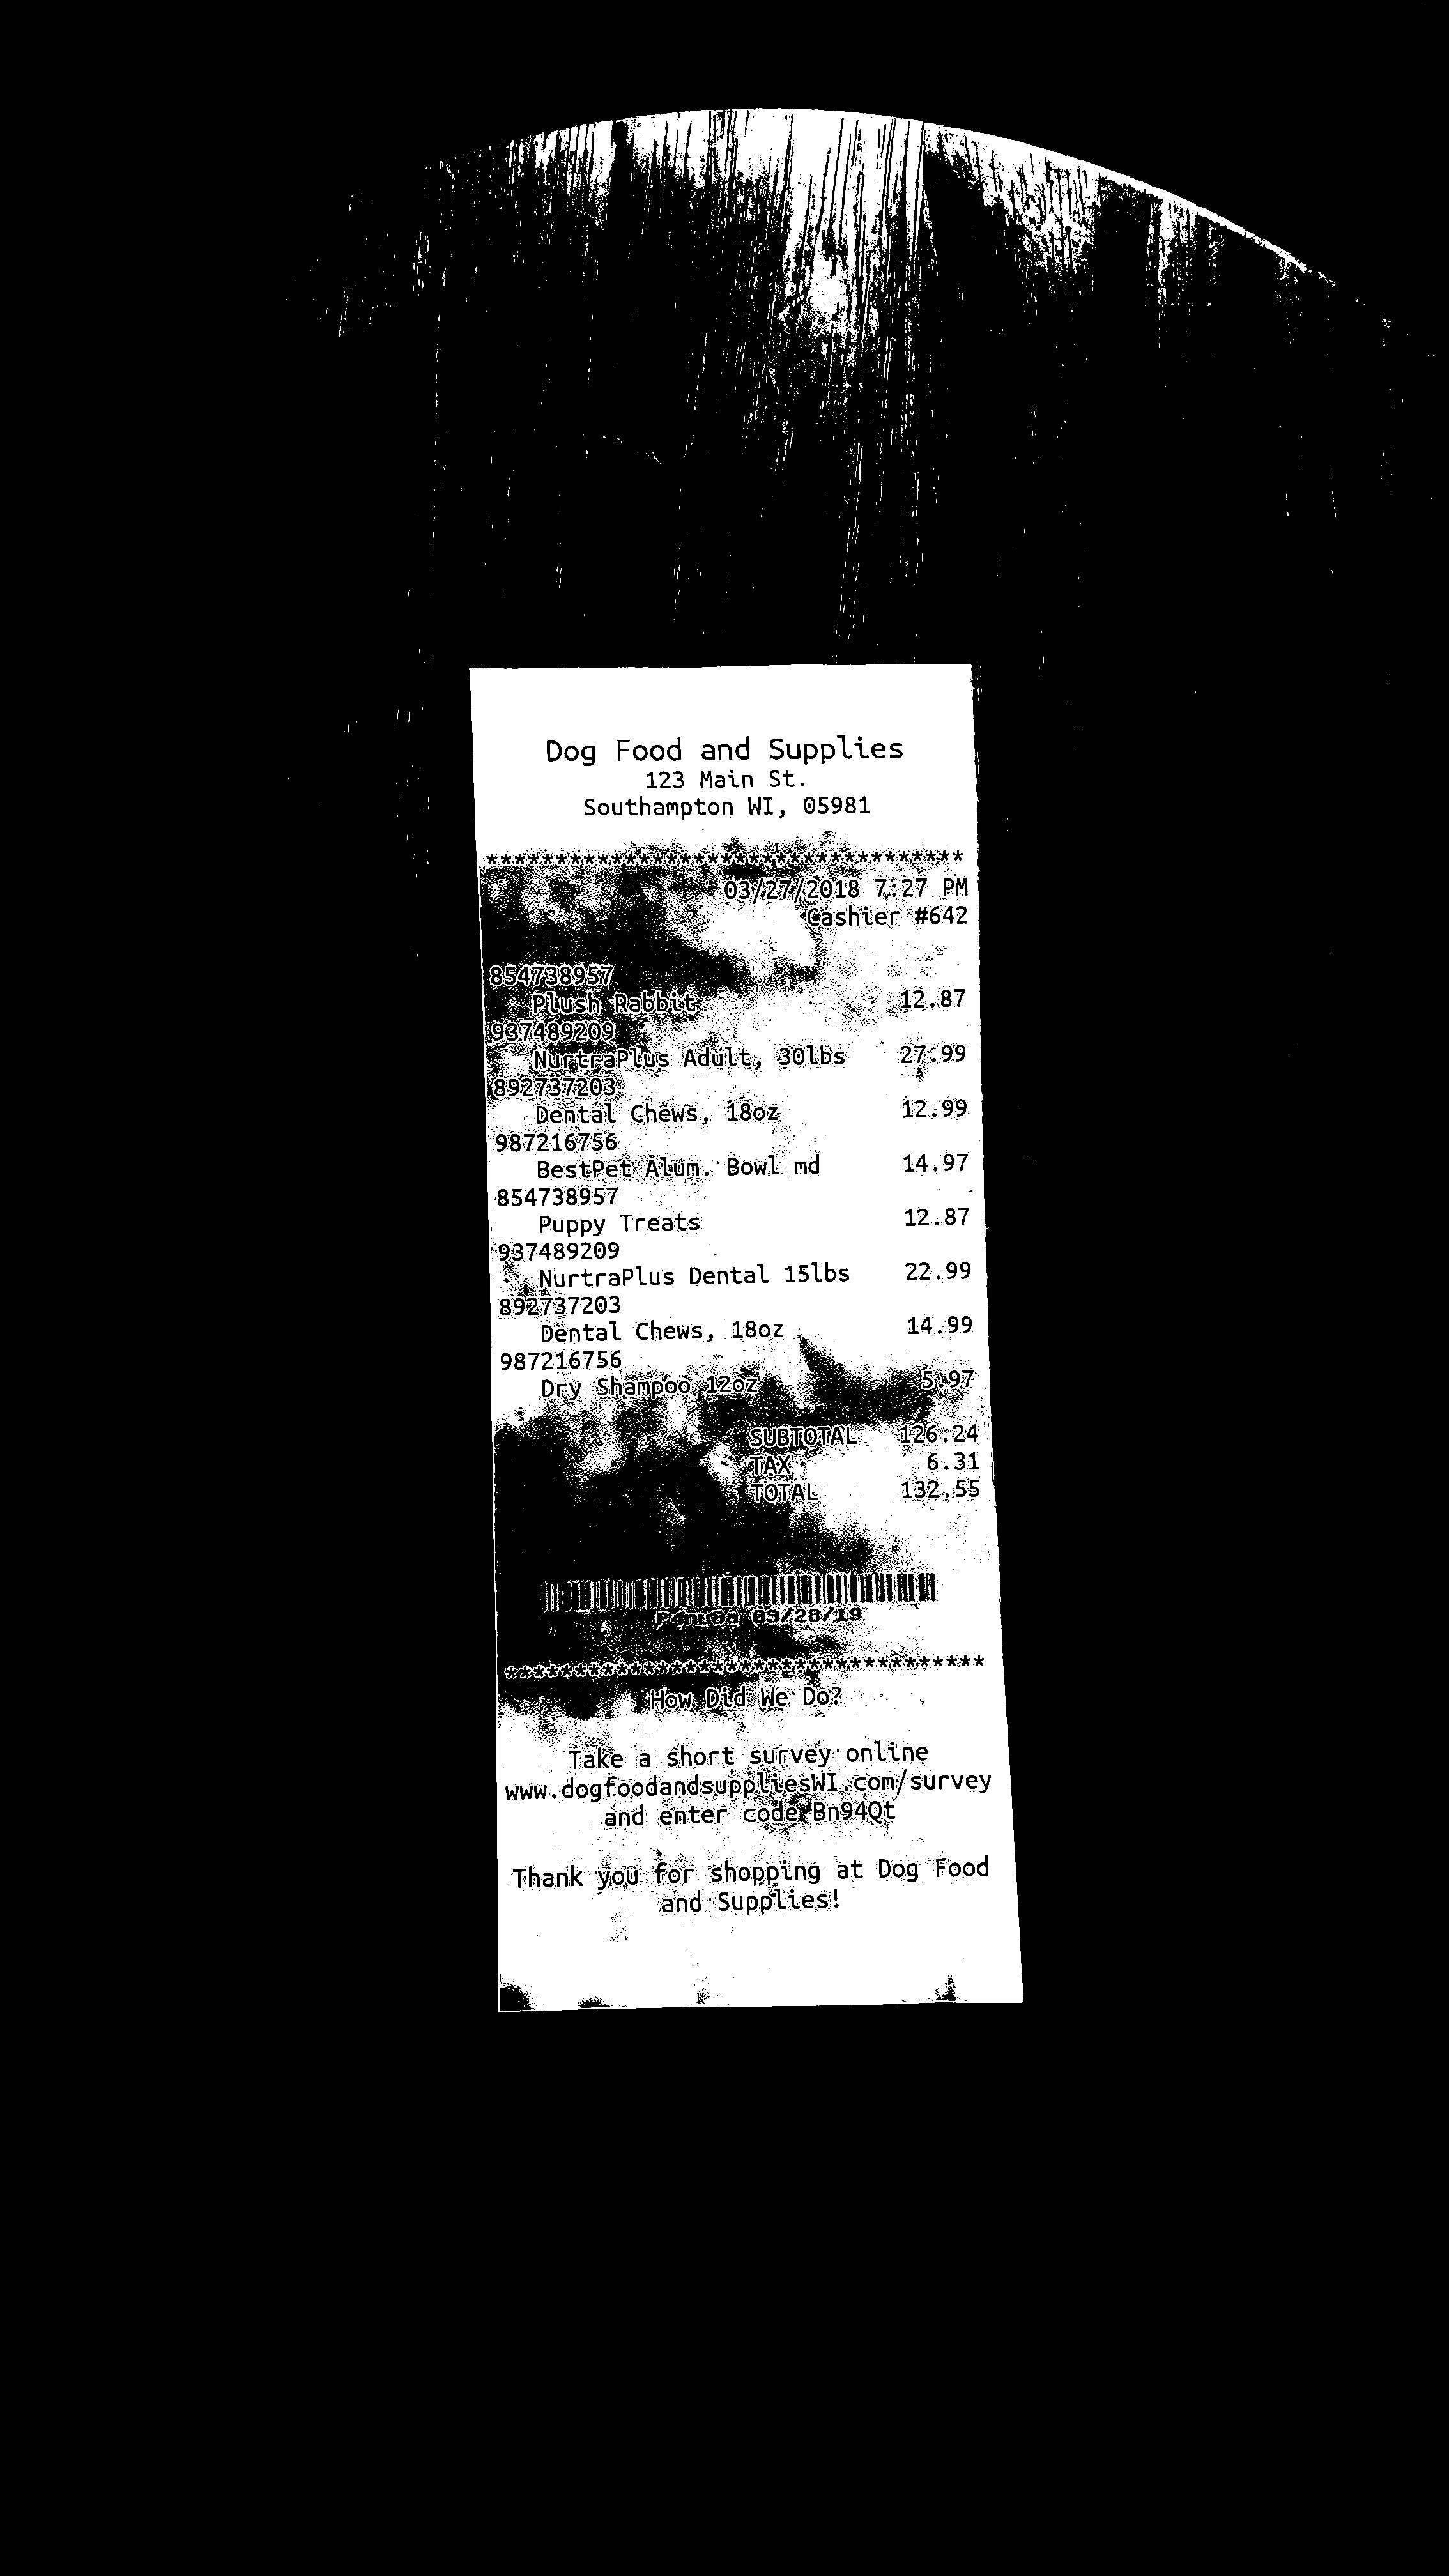 Dog Food and Supplies
123 Main St.
Southampton WI, 05981
*********************************
03/27/2018 7:27 PM
Cashier #642
854738957
Plush Rabbit 12.87
937489209
NurtraPlus Adult, 30lbs 27.99
892737203
Dental Chews, 18oz 12.99
987216756
BestPet Alum. Bowl md 14.97
854738957
Puppy Treats 12.87
937489209
NurtraPlus Dental 15lbs 22.99
892737203
Dental Chews, 18oz 14.99
987216756
Dry Shampoo 12oz 5.97
SUBTOTAL 126.24
TAX 6.31
TOTAL 132.55
03/28/19
*********************************
How Did We Do?
Take a short survey online
www.dogfoodandsuppliesWI.com/survey
and enter code Bn94Qt
Thank you for shopping at Dog Food
and Supplies!